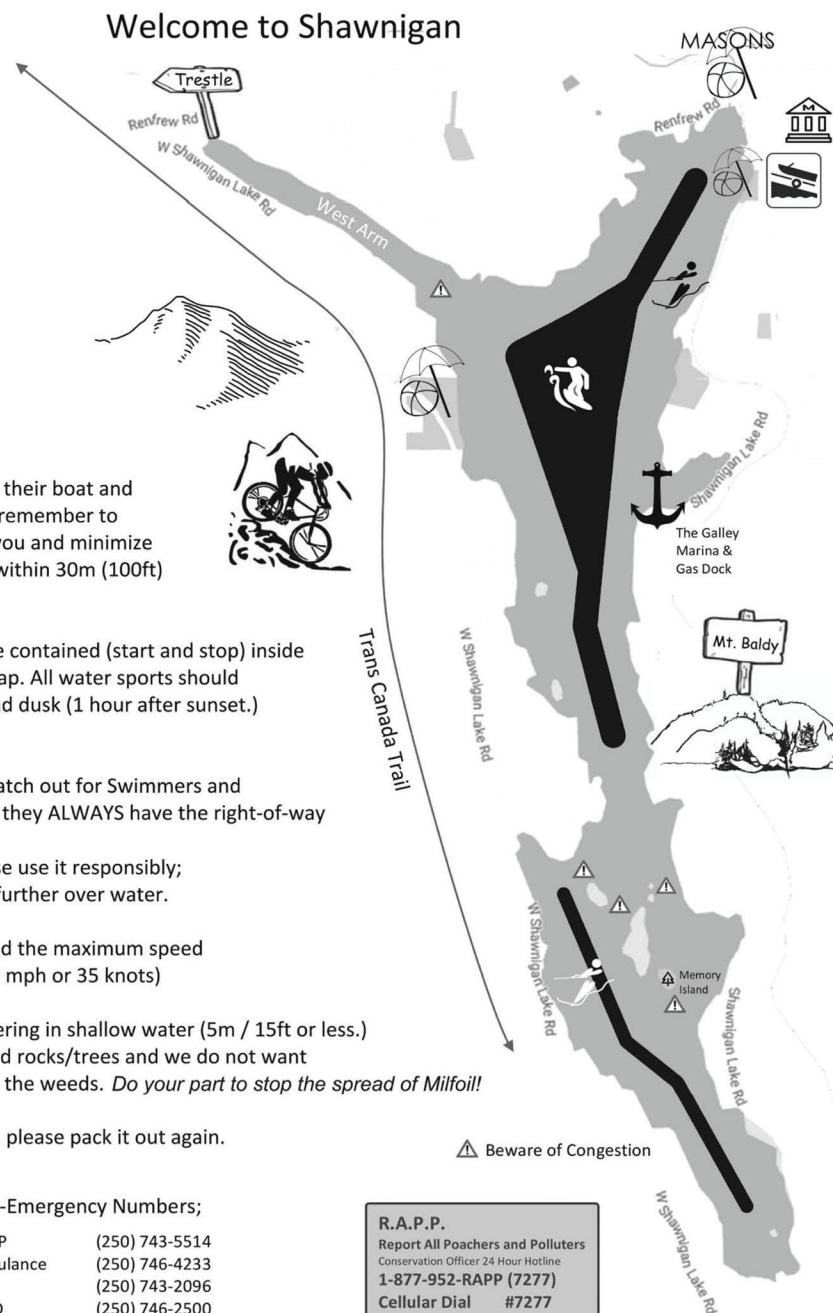 Welcome to Shawnigan
MASONS
Trestle
Renfrew Rd
Renfrew Rd
M
W Shawnigan Lake Rd
West Arm
their boat and
remember to
you and minimize
within 30m (100ft)
Shawnigan Lake Rd
The Galley
Marina &
Gas Dock
e contained (start and stop) inside
ap. All water sports should
d dusk (1 hour after sunset.)
Trans Canada Trail
W Shawnigan Lake Rd
Mt. Baldy
atch out for Swimmers and
they ALWAYS have the right-of-way
se use it responsibly;
further over water.
d the maximum speed
mph or 35 knots)
W Shawnigan Lake Rd
Memory
Island
Shawnigan Lake Rd
ering in shallow water (5m / 15ft or less.)
d rocks/trees and we do not want
the weeds. Do your part to stop the spread of Milfoil!
please pack it out again.
Beware of Congestion
-Emergency Numbers;
P (250) 743-5514
ulance (250) 746-4233
(250) 743-2096
(250) 746-2500
R.A.P.P.
Report All Poachers and Polluters
Conservation Officer 24 Hour Hotline
1-877-952-RAPP (7277)
Cellular Dial #7277
W Shawnigan Lake Rd